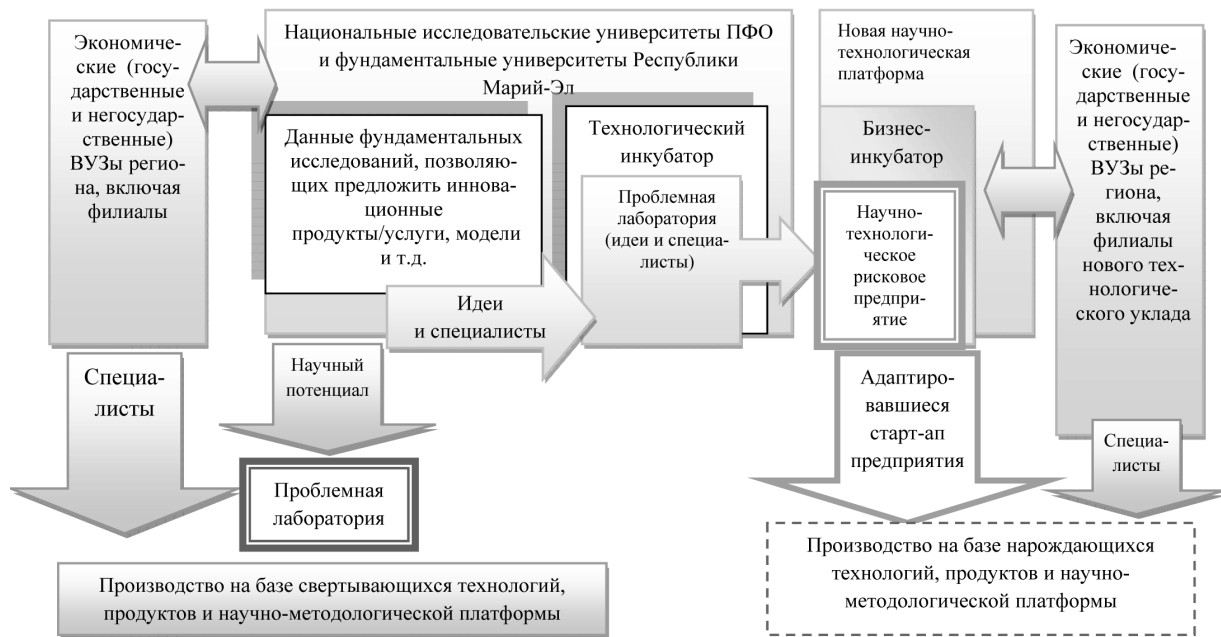 Экономиче-
ские (госу-
дарственные
и негосудар-
ственные)
ВУЗы регио-
на, включая
филиалы
Национальные исследовательские университеты ПФО
и фундаментальные университеты Республики
Марий-Эл
Данные фундаментальных
исследований, позволяю-
щих предложить иннова-
ционные
продукты/услуги, модели
и т.д.
Технологический
инкубатор
Проблемная
лаборатория
(идеи и специа-
листы)
Идеи
и специалисты
Новая научно-
технологическая
платформа
Бизнес-
инкубатор
Научно-
технологи-
ческое
рисковое
предпри-
ятие
Экономиче-
ские (госу-
дарственные
и негосудар-
ственные)
ВУЗы ре-
гиона,
включая
филиалы
нового тех-
нологиче-
ского уклада
Специа-
листы
Научный
потенциал
Проблемная
лаборатория
Адаптиро-
вавшиеся
старт-ап
предприятия
Специа-
листы
Производство на базе свертывающихся технологий,
продуктов и научно-методологической платформы
Производство на базе нарождающихся
технологий, продуктов и научно-
методологической платформы